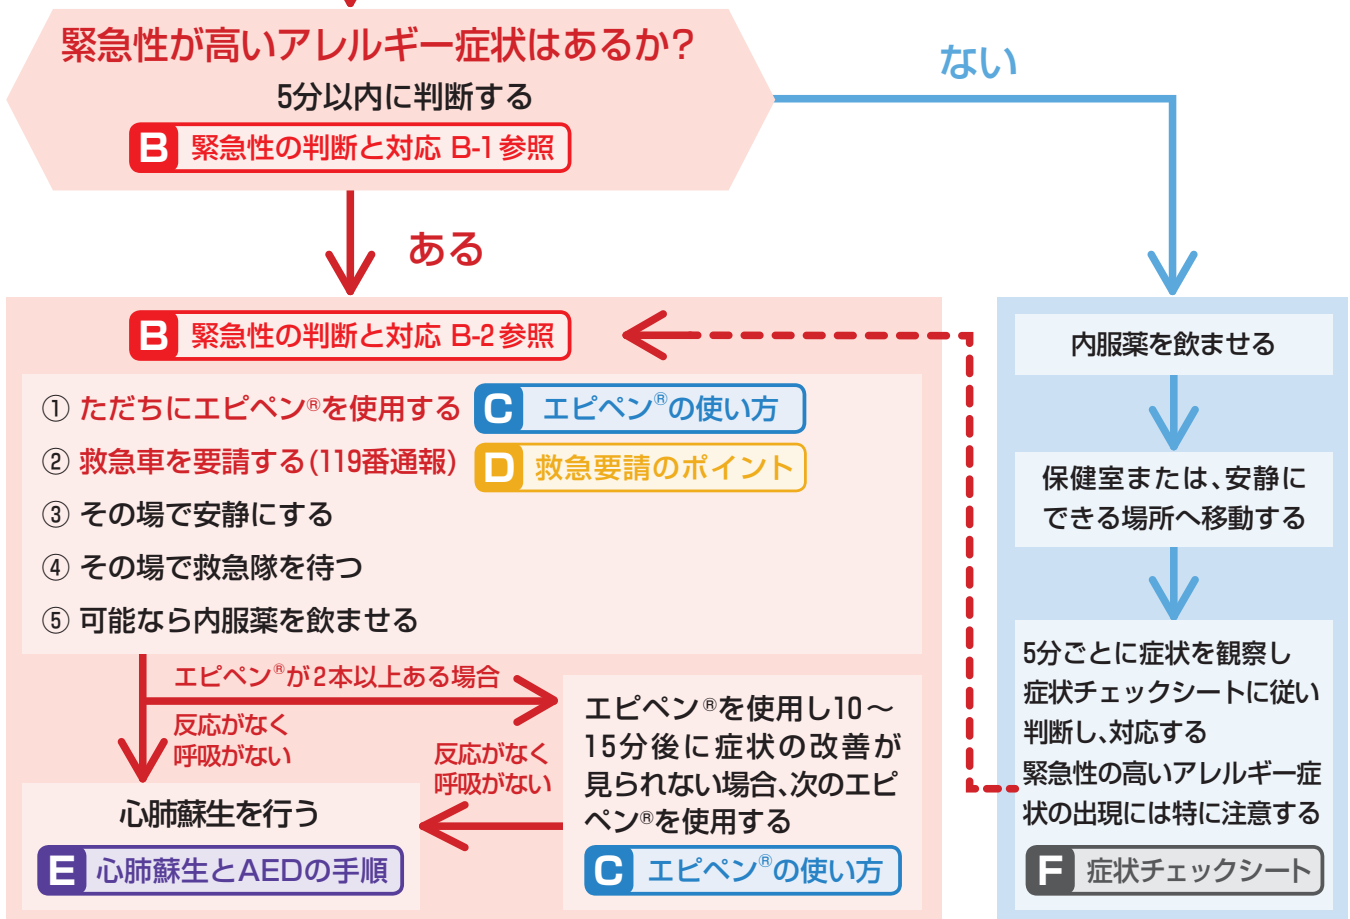 緊急性が高いアレルギー症状はあるか?
5分以内に判断する
B 緊急性の判断と対応 B-1参照
ない
ある
B 緊急性の判断と対応 B-2参照
① ただちにエピペン®を使用する C エピペン®の使い方
② 救急車を要請する(119番通報) D 救急要請のポイント
③ その場で安静にする
④ その場で救急隊を待つ
⑤ 可能なら内服薬を飲ませる
エピペン®が2本以上ある場合
反応がなく
呼吸がない
エピペン®を使用し10～
15分後に症状の改善が
見られない場合、次のエピ
ペン®を使用する
C エピペン®の使い方
反応がなく
呼吸がない
心肺蘇生を行う
E 心肺蘇生とAEDの手順
内服薬を飲ませる
保健室または、安静に
できる場所へ移動する
5分ごとに症状を観察し
症状チェックシートに従い
判断し、対応する
緊急性の高いアレルギー症
状の出現には特に注意する
F 症状チェックシート